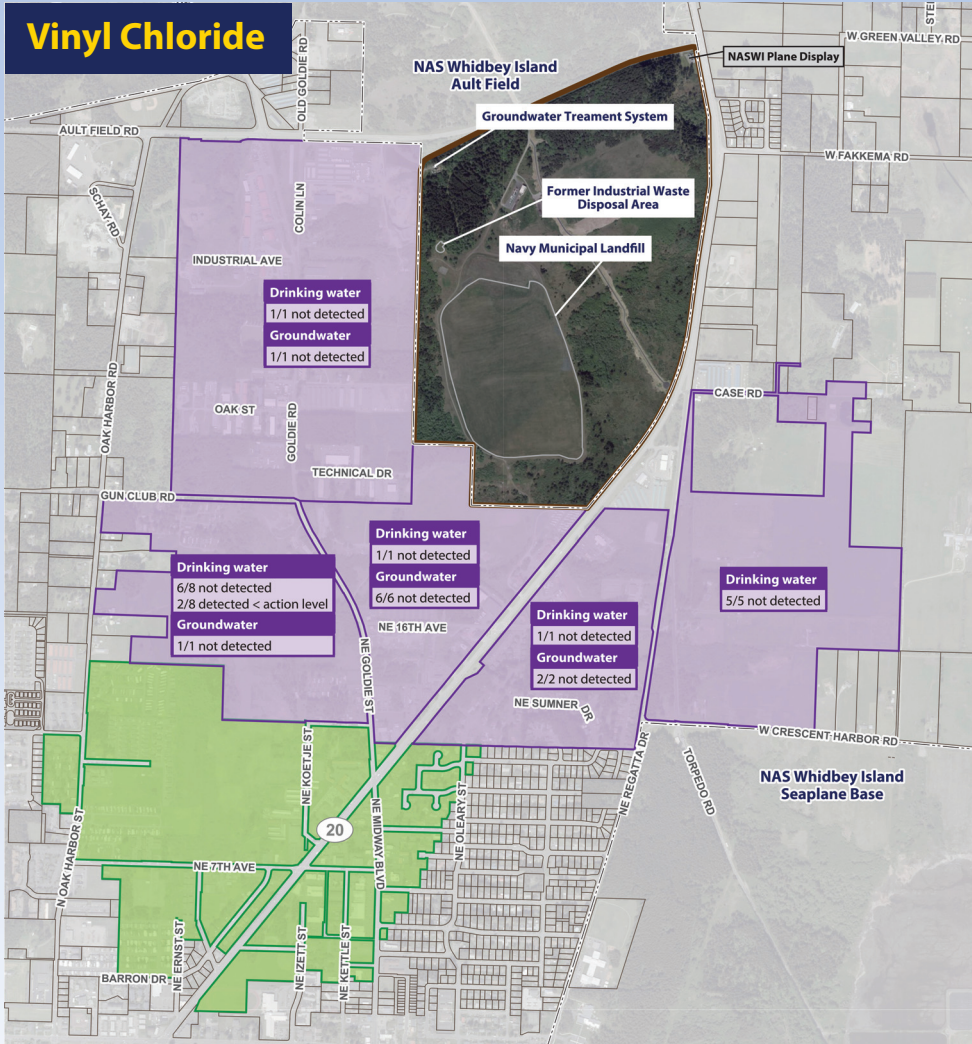 Vinyl Chloride
OLD GOLDIE RD
STE
W GREEN VALLEY RD
NASWI Plane Display
NAS Whidbey Island
Ault Field
Groundwater Treament System
AULT FIELD RD
W FAKKEMA RD
SCHAY RD
COLIN LN
Former Industrial Waste
Disposal Area
Navy Municipal Landfill
INDUSTRIAL AVE
Drinking water
1/1 not detected
Groundwater
1/1 not detected
OAK HARBOR RD
OAK ST
GOLDIE RD
CASE RD
TECHNICAL DR
GUN CLUB RD
Drinking water
1/1 not detected
Groundwater
6/6 not detected
Drinking water
6/8 not detected
2/8 detected < action level
Groundwater
1/1 not detected
Drinking water
5/5 not detected
NE 16TH AVE
Drinking water
1/1 not detected
Groundwater
2/2 not detected
NE GOLDIE ST
NE SUMNER DR
W CRESCENT HARBOR RD
NE KOETJE ST
NE REGATTA DR
TORPEDO RD
NAS Whidbey Island
Seaplane Base
N OAK HARBOR ST
20
NE MIDWAY BLVD
NE OLEARY ST
NE 7TH AVE
NE ERNST ST
NE IZETT ST
NE KETTLE ST
BARRON DR